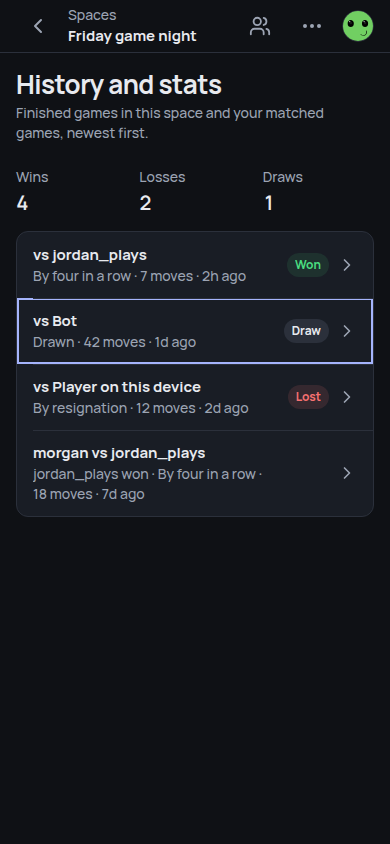 Spaces
Friday game night
History and stats
Finished games in this space and your matched
games, newest first.
Wins
Losses
Draws
4
2
1
vs jordan_plays
By four in a row · 7 moves · 2h ago
Won
vs Bot
Drawn · 42 moves · 1d ago
Draw
vs Player on this device
By resignation · 12 moves · 2d ago
Lost
morgan vs jordan_plays
jordan_plays won · By four in a row ·
18 moves · 7d ago